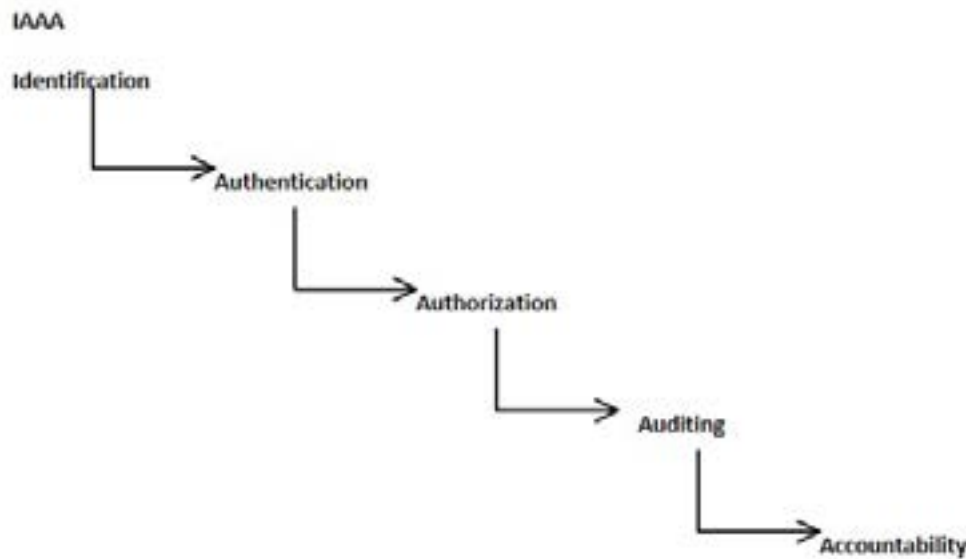 IAAA
Identification
Authentication
Authorization
Auditing
Accountability